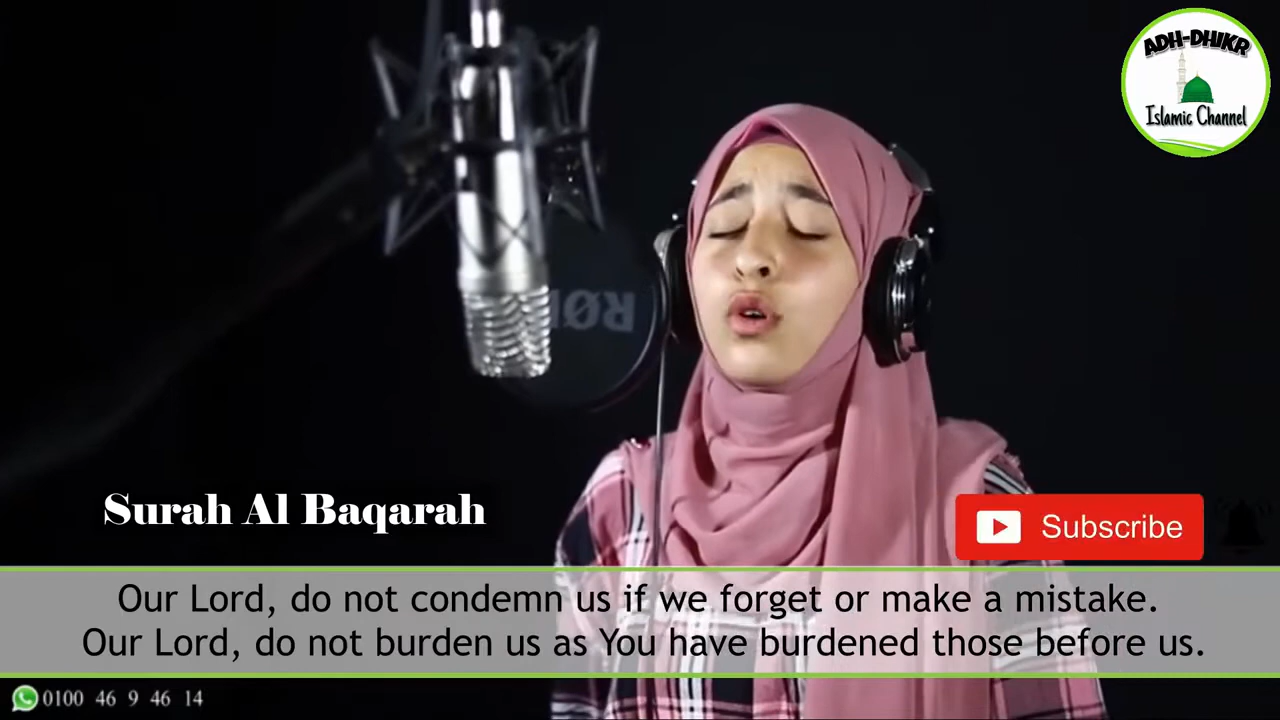 ADH-DHIKR
Islamic Channel
RØ
Surah Al Baqarah
Subscribe
Our Lord, do not condemn us if we forget or make a mistake.
Our Lord, do not burden us as You have burdened those before us.
0100 46 9 46 14